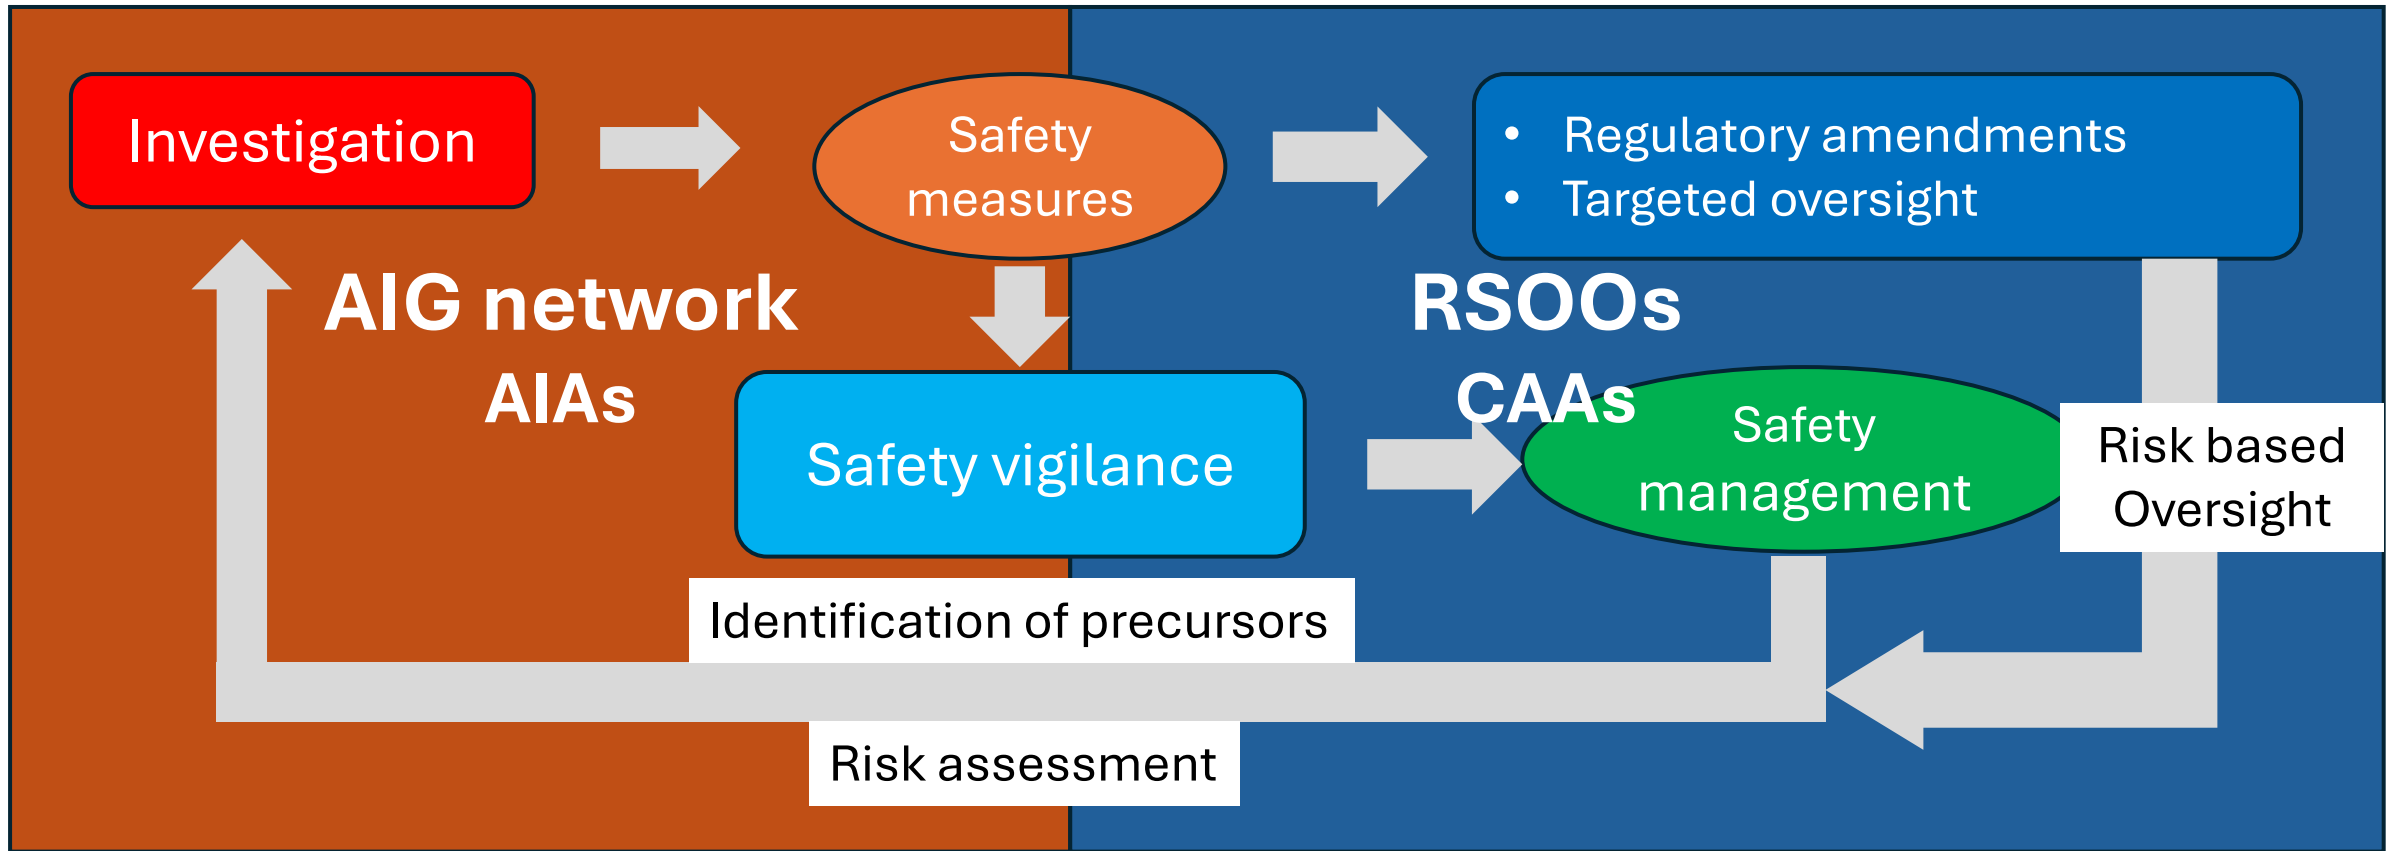 Investigation
Safety
measures
• Regulatory amendments
• Targeted oversight
AIG network
AIAs
RSOOs
CAAs
Safety vigilance
Safety
management
Risk based
Oversight
Identification of precursors
Risk assessment